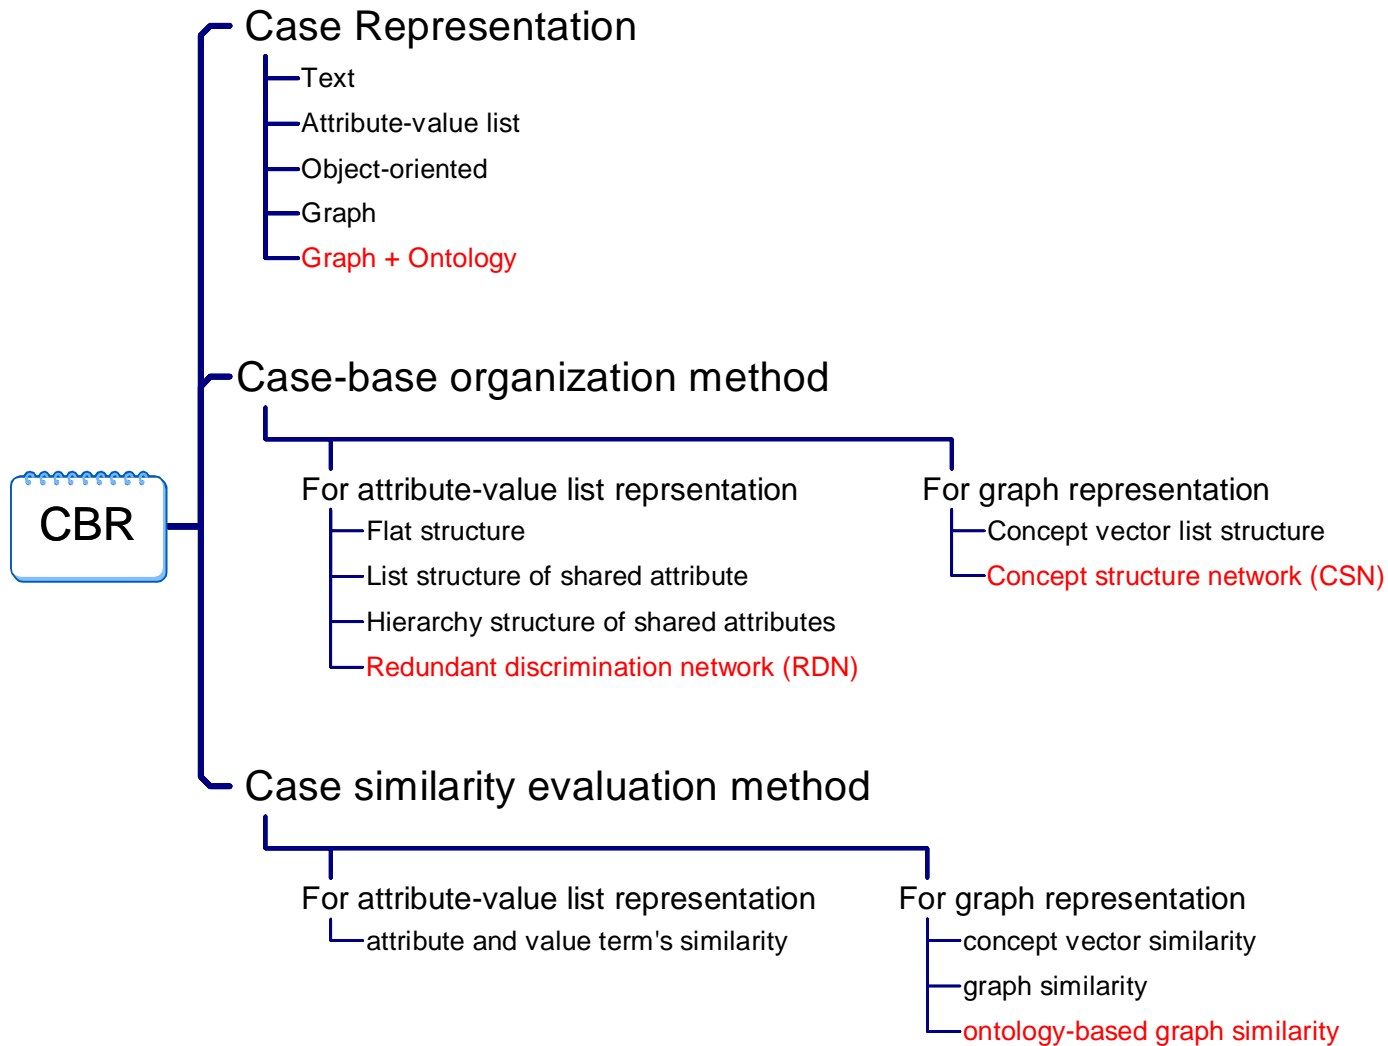 Case Representation
Text
Attribute-value list
Object-oriented
Graph
Graph + Ontology
Case-base organization method
For attribute-value list reprsentation
Flat structure
List structure of shared attribute
Hierarchy structure of shared attributes
Redundant discrimination network (RDN)
For graph representation
Concept vector list structure
Concept structure network (CSN)
CBR
Case similarity evaluation method
For attribute-value list representation
attribute and value term's similarity
For graph representation
concept vector similarity
graph similarity
ontology-based graph similarity